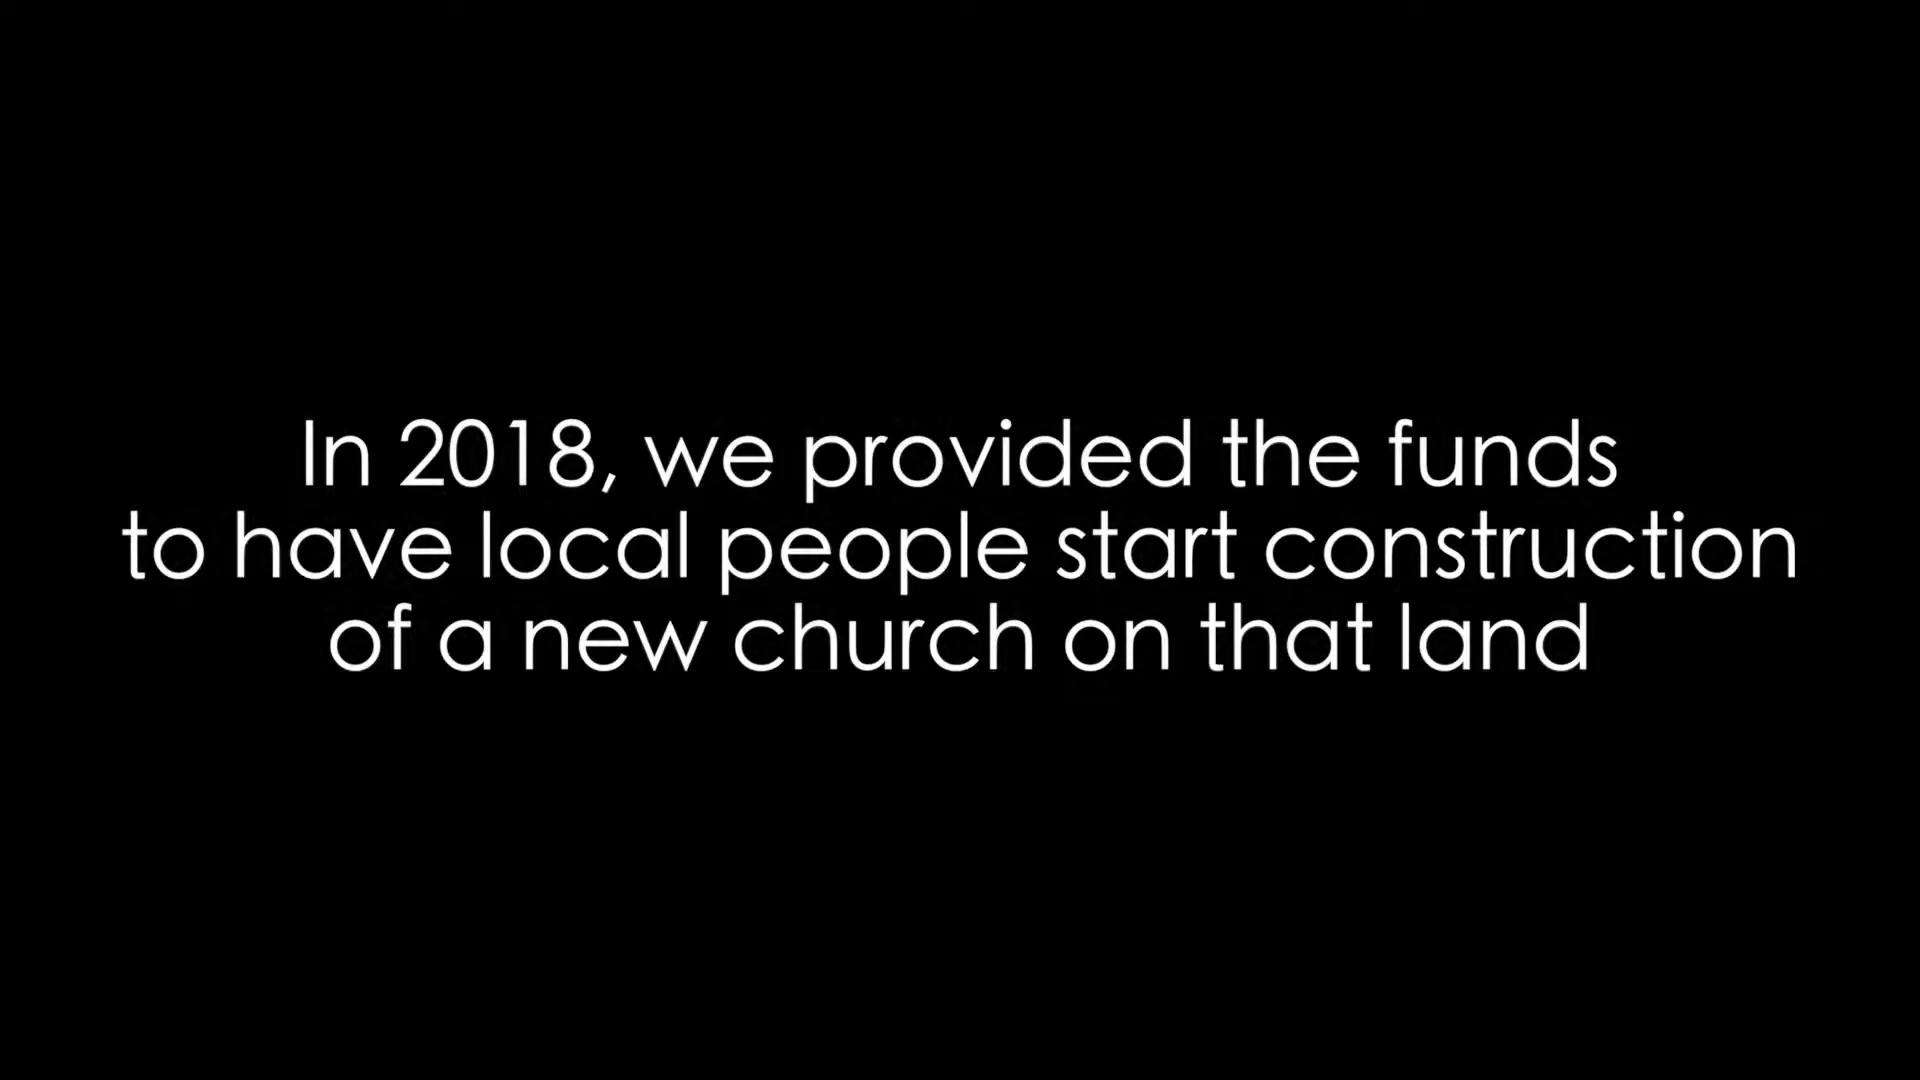 In 2018, we provided the funds
to have local people start construction
of a new church on that land